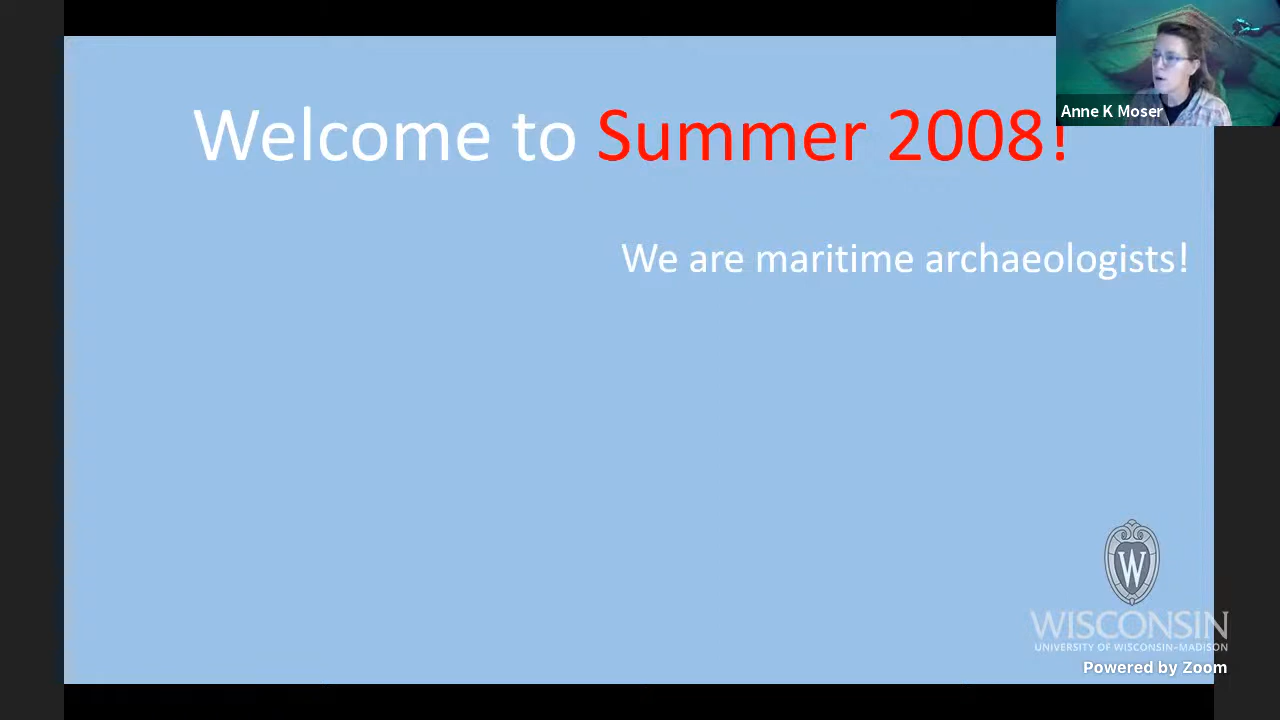 Welcome to Summer 2008!
Anne K Moser
We are maritime archaeologists!
W
WISCONSIN
UNIVERSITY OF WISCONSIN–MADISON
Powered by Zoom